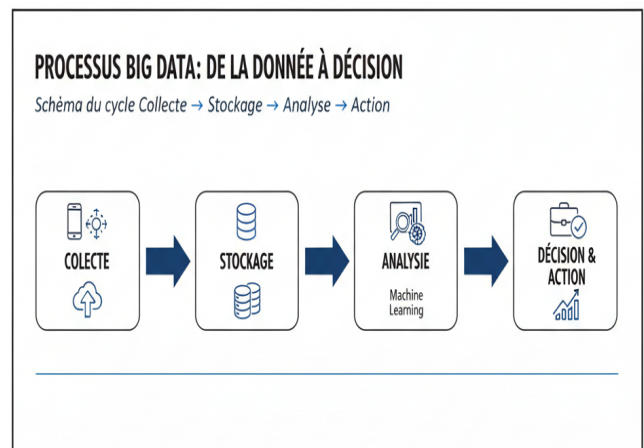 PROCESSUS BIG DATA: DE LA DONNÉE À DÉCISION
Schèma du cycle Collecte → Stockage → Analyse → Action
COLECTE
STOCKAGE
ANALYSIE
Machine
Learning
DÉCISION &
ACTION